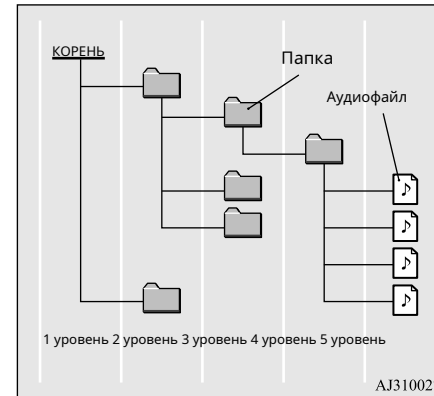 КОРЕНЬ
Папка
Аудиофайл
1 уровень 2 уровень 3 уровень 4 уровень 5 уровень
AJ31002